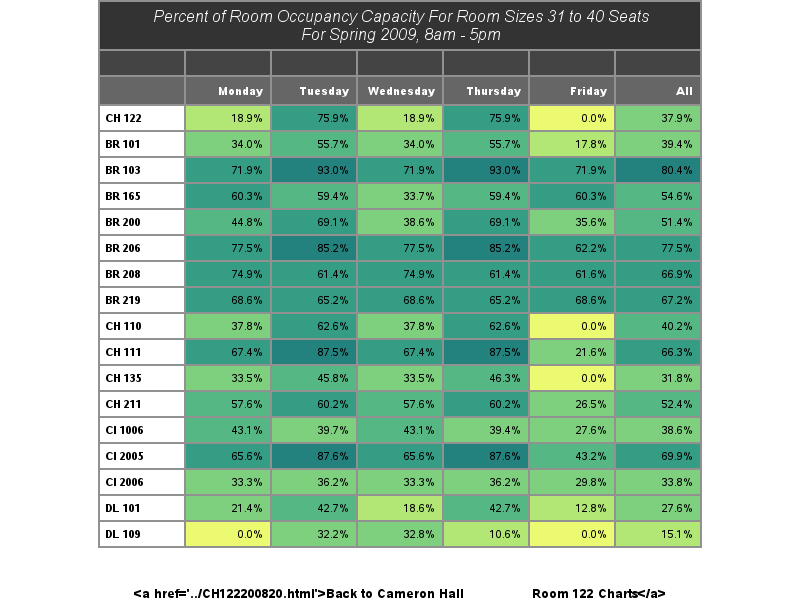 Percent of Room Occupancy Capacity For Room Sizes 31 to 40 Seats
For Spring 2009, 8am - 5pm
Monday Tuesday Wednesday Thursday Friday All
CH 122 18.9% 75.9% 18.9% 75.9% 0.0% 37.9%
BR 101 34.0% 55.7% 34.0% 55.7% 17.8% 39.4%
BR 103 71.9% 93.0% 71.9% 93.0% 71.9% 80.4%
BR 165 60.3% 59.4% 33.7% 59.4% 60.3% 54.6%
BR 200 44.8% 69.1% 38.6% 69.1% 35.6% 51.4%
BR 206 77.5% 85.2% 77.5% 85.2% 62.2% 77.5%
BR 208 74.9% 61.4% 74.9% 61.4% 61.6% 66.9%
BR 219 68.6% 65.2% 68.6% 65.2% 68.6% 67.2%
CH 110 37.8% 62.6% 37.8% 62.6% 0.0% 40.2%
CH 111 67.4% 87.5% 67.4% 87.5% 21.6% 66.3%
CH 135 33.5% 45.8% 33.5% 46.3% 0.0% 31.8%
CH 211 57.6% 60.2% 57.6% 60.2% 26.5% 52.4%
CI 1006 43.1% 39.7% 43.1% 39.4% 27.6% 38.6%
CI 2005 65.6% 87.6% 65.6% 87.6% 43.2% 69.9%
CI 2006 33.3% 36.2% 33.3% 36.2% 29.8% 33.8%
DL 101 21.4% 42.7% 18.6% 42.7% 12.8% 27.6%
DL 109 0.0% 32.2% 32.8% 10.6% 0.0% 15.1%
<a href='../CH122200820.html'>Back to Cameron Hall Room 122 Charts</a>